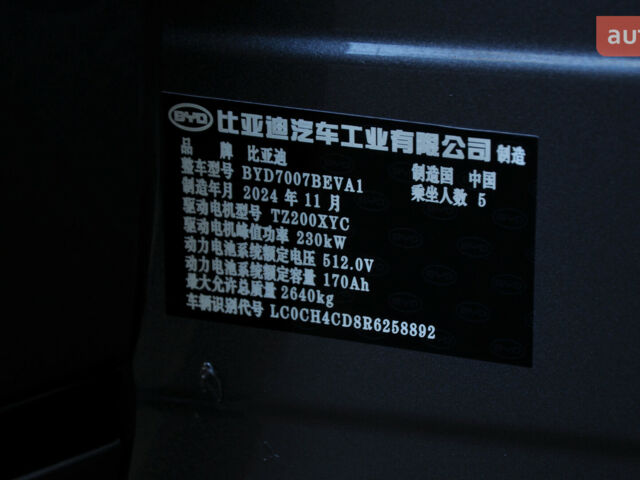 aut
BYD 比亚迪汽车工业有限公司 制造
品 牌 比亚迪 制造国 中国
整车型号 BYD7007BEVA1 乘坐人数 5
制造年月 2024 年 11 月
驱动电机型号 TZ200XYC
驱动电机峰值功率 230kW
动力电池系统额定电压 512.0V
动力电池系统额定容量 170Ah
最大允许总质量 2640kg
车辆识别代号 LC0CH4CD8R6258892